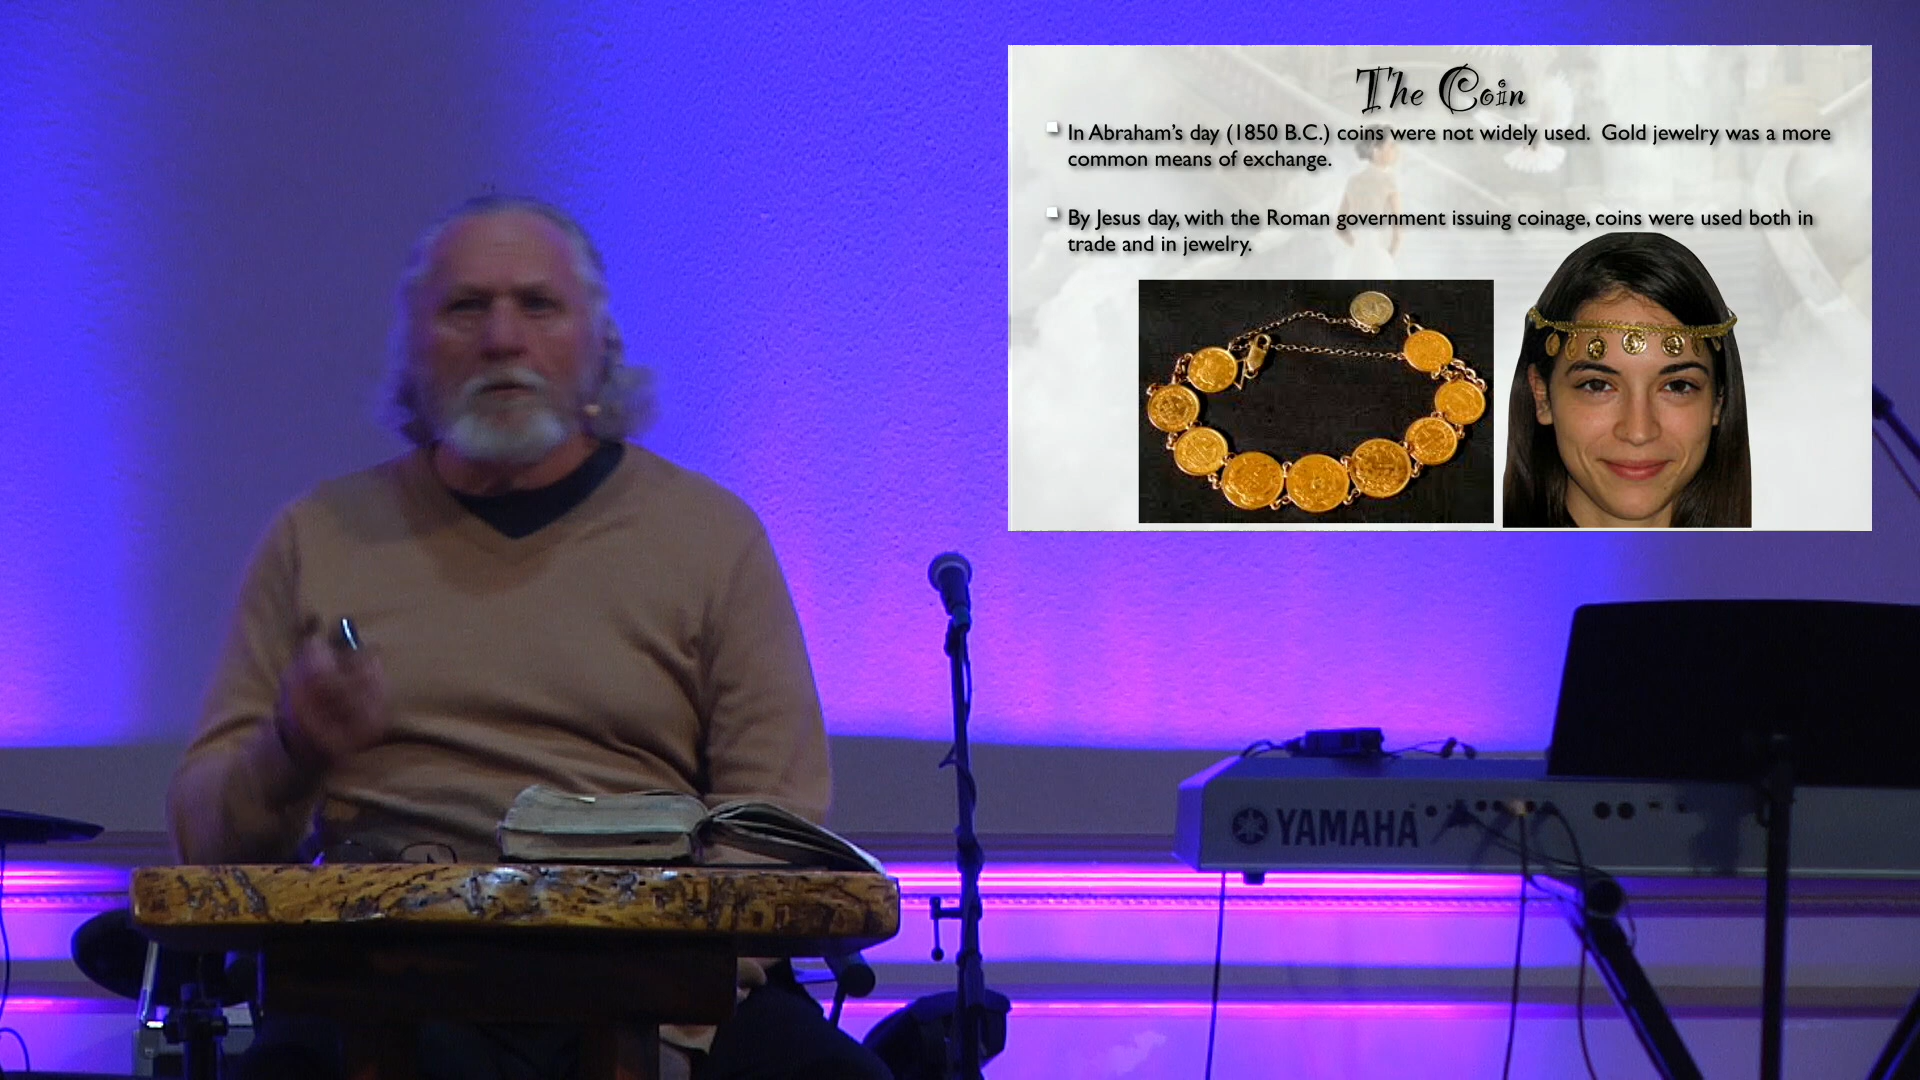 The Coin
In Abraham's day (1850 B.C.) coins were not widely used.  Gold jewelry was a more
common means of exchange.
By Jesus day, with the Roman government issuing coinage, coins were used both in
trade and in jewelry.
YAMAHA